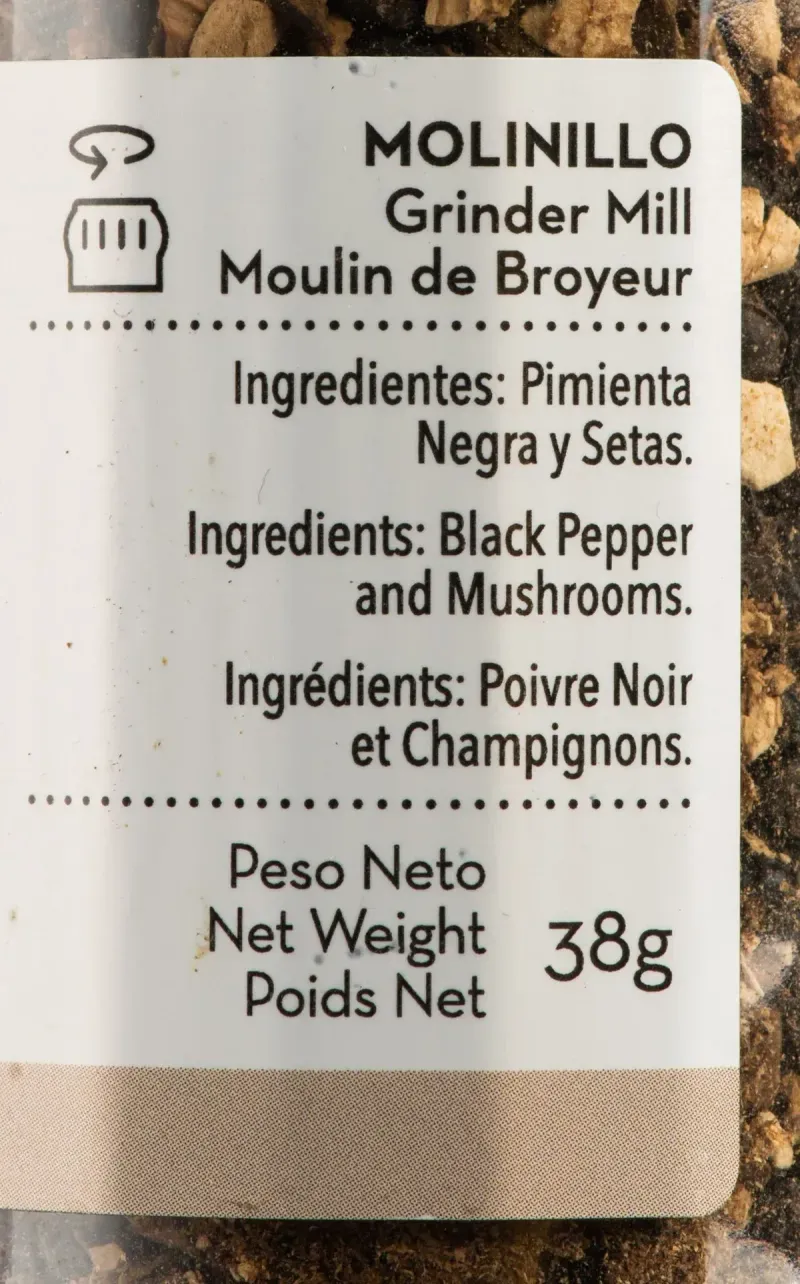 MOLINILLO
Grinder Mill
Moulin de Broyeur
Ingredientes: Pimienta
Negra y Setas.
Ingredients: Black Pepper
and Mushrooms.
Ingrédients: Poivre Noir
et Champignons.
Peso Neto
Net Weight 38g
Poids Net